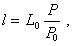 l = L₀ P/P₀ ,